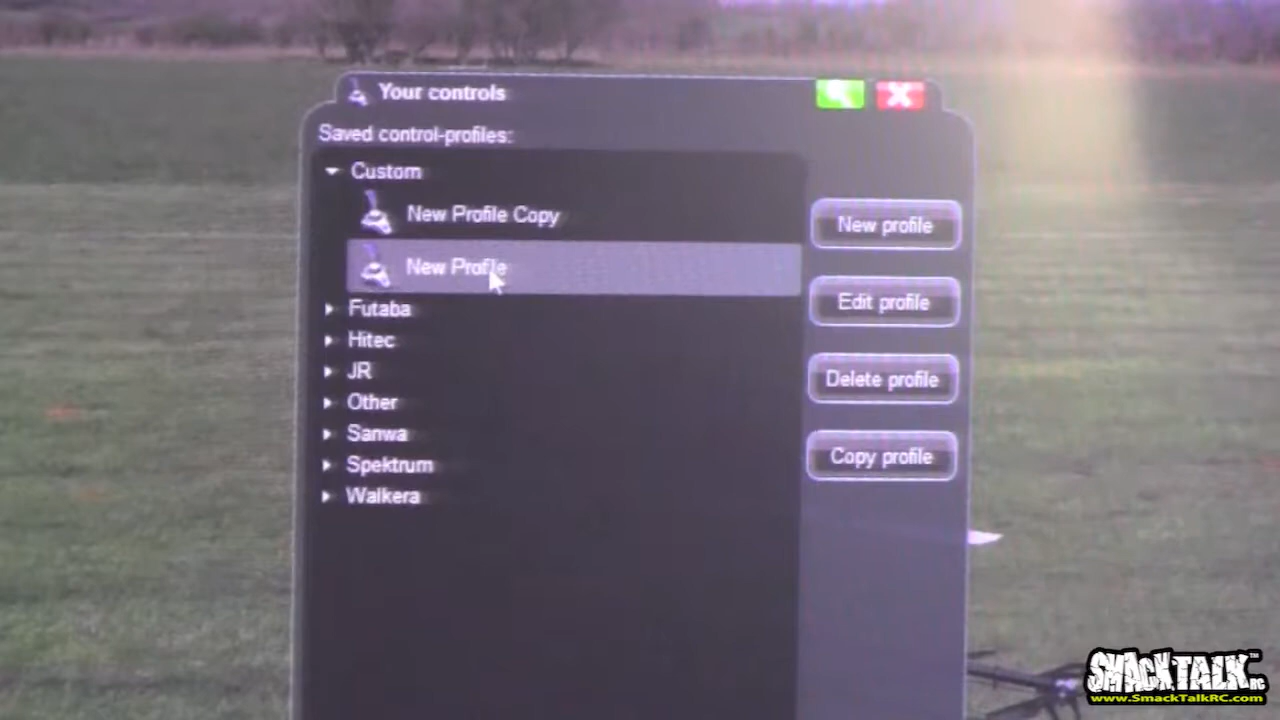 Your controls
Saved control-profiles:
Custom
New Profile Copy
New profile
New Profile
Edit profile
Futaba
Hitec
JR
Delete profile
Other
Sanwa
Copy profile
Spektrum
Walkera
SMACKTALK RC
www.SmackTalkRC.com